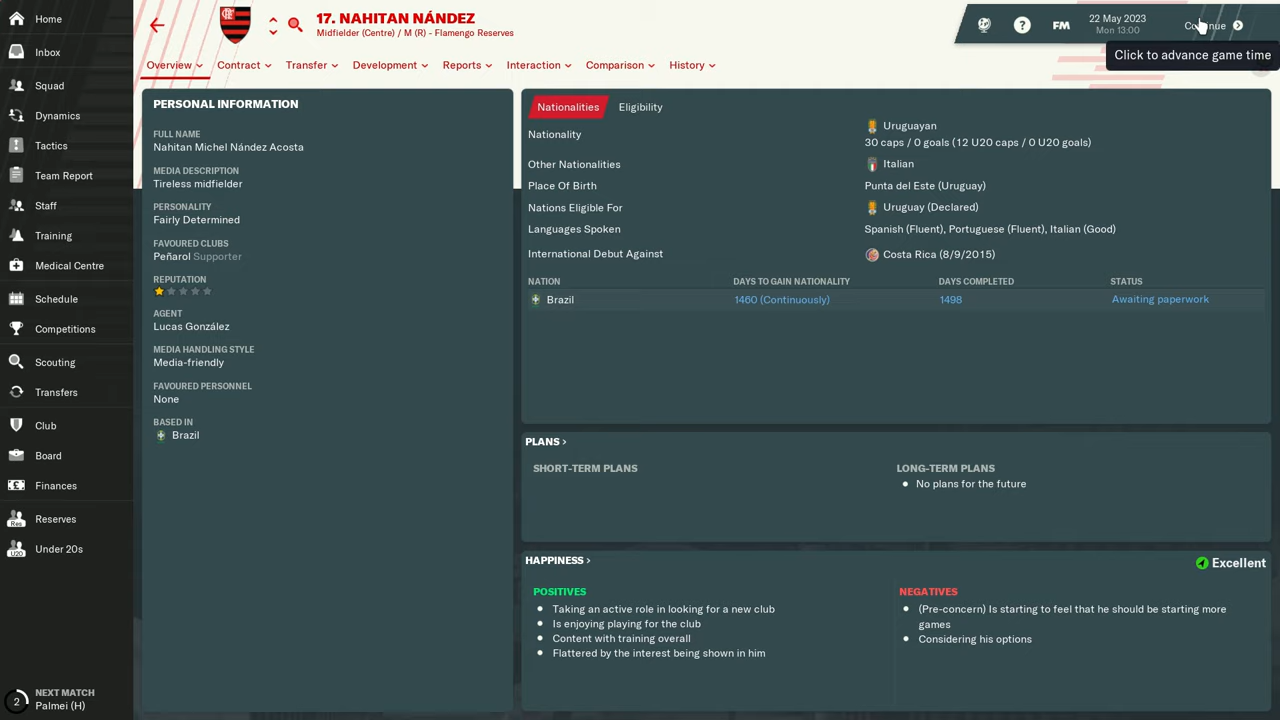 17. NAHITAN NÁNDEZ
Midfielder (Centre) / M (R) - Flamengo Reserves
FM
22 May 2023
Mon 13:00
Click to advance game time
Home
Inbox
Squad
Dynamics
Tactics
Team Report
Staff
Training
Medical Centre
Schedule
Competitions
Scouting
Transfers
Club
Board
Finances
Res
Reserves
U20
Under 20s
2
NEXT MATCH
Palmei (H)
Overview
Contract
Transfer
Development
Reports
Interaction
Comparison
History
PERSONAL INFORMATION
FULL NAME
Nahitan Michel Nández Acosta
MEDIA DESCRIPTION
Tireless midfielder
PERSONALITY
Fairly Determined
FAVOURED CLUBS
Peñarol Supporter
REPUTATION
AGENT
Lucas González
MEDIA HANDLING STYLE
Media-friendly
FAVOURED PERSONNEL
None
BASED IN
Brazil
Nationalities Eligibility
Nationality Uruguayan
30 caps / 0 goals (12 U20 caps / 0 U20 goals)
Other Nationalities Italian
Place Of Birth Punta del Este (Uruguay)
Nations Eligible For Uruguay (Declared)
Languages Spoken Spanish (Fluent), Portuguese (Fluent), Italian (Good)
International Debut Against Costa Rica (8/9/2015)
NATION DAYS TO GAIN NATIONALITY DAYS COMPLETED STATUS
Brazil 1460 (Continuously) 1498 Awaiting paperwork
PLANS >
SHORT-TERM PLANS
LONG-TERM PLANS
No plans for the future
HAPPINESS >
Excellent
POSITIVES
Taking an active role in looking for a new club
Is enjoying playing for the club
Content with training overall
Flattered by the interest being shown in him
NEGATIVES
(Pre-concern) Is starting to feel that he should be starting more
games
Considering his options